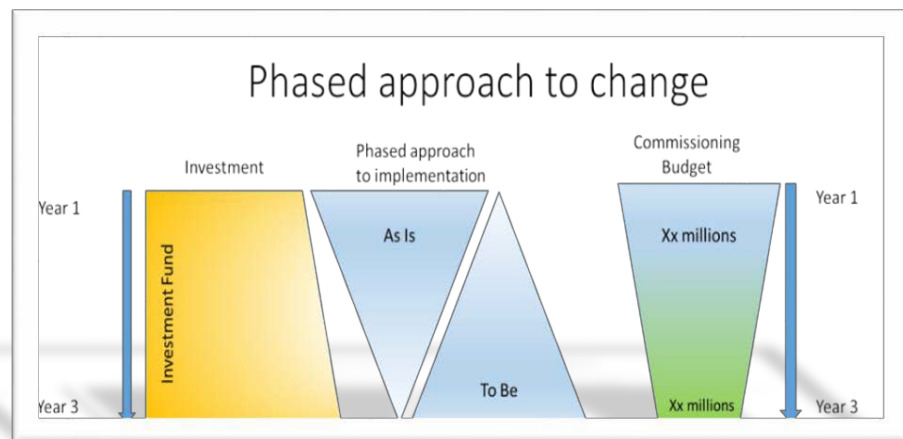 Phased approach to change
Investment
Phased approach
to implementation
Commissioning
Budget
Year 1
As Is
Xx millions
Year 1
Investment Fund
To Be
Year 3
Xx millions
Year 3